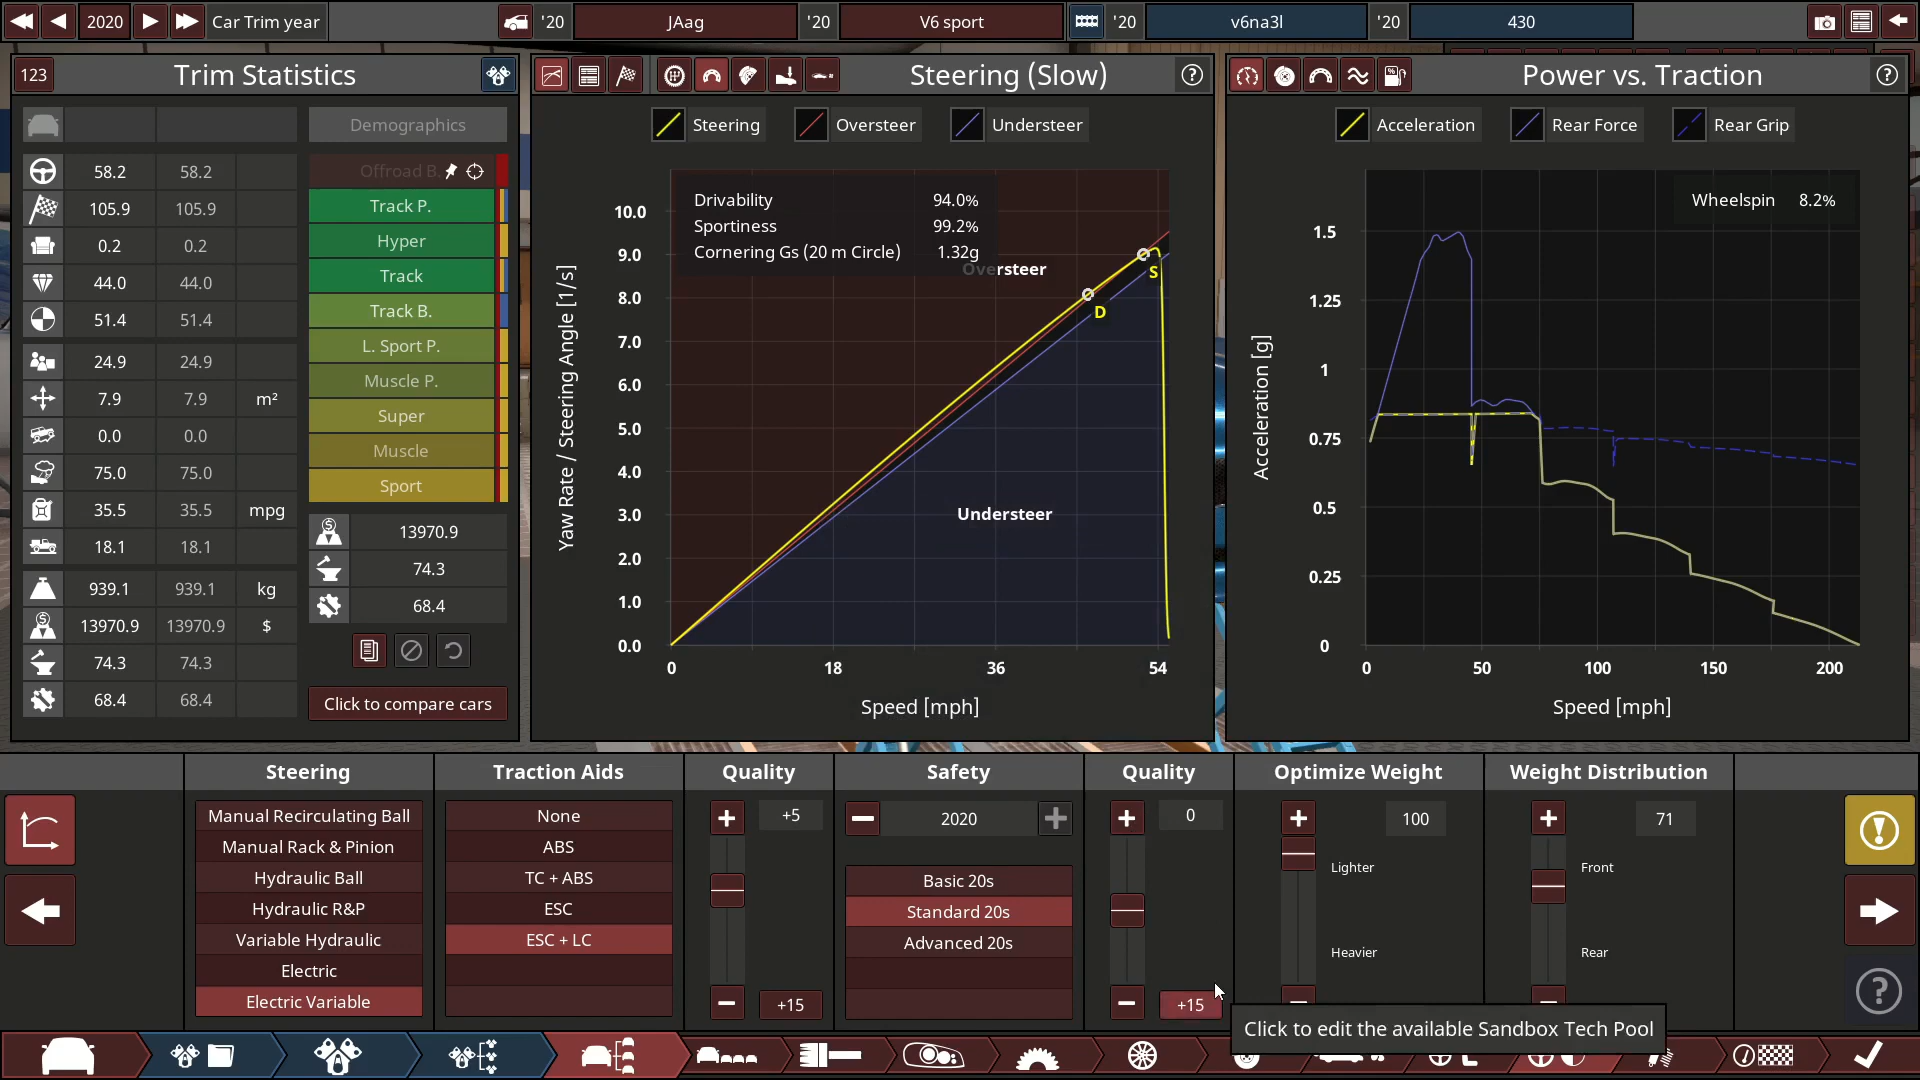 2020
Car Trim year
'20
JAag
'20
V6 sport
'20
v6na3l
'20
430
123
Trim Statistics
Demographics
58.2 58.2
Offroad B.
105.9 105.9
Track P.
0.2 0.2
Hyper
44.0 44.0
Track
51.4 51.4
Track B.
24.9 24.9
L. Sport P.
7.9 7.9 m²
Muscle P.
0.0 0.0
Super
75.0 75.0
Muscle
35.5 35.5 mpg
Sport
18.1 18.1
13970.9
939.1 939.1 kg
74.3
13970.9 13970.9 $
68.4
74.3 74.3
68.4 68.4
Click to compare cars
Steering (Slow)
?
Steering
Oversteer
Understeer
Drivability 94.0%
Sportiness 99.2%
Cornering Gs (20 m Circle) 1.32g
Oversteer
S
D
Understeer
Yaw Rate / Steering Angle [1/s]
10.0
9.0
8.0
7.0
6.0
5.0
4.0
3.0
2.0
1.0
0.0
0 18 36 54
Speed [mph]
Power vs. Traction
?
Acceleration
Rear Force
Rear Grip
Wheelspin 8.2%
Acceleration [g]
1.5
1.25
1
0.75
0.5
0.25
0
0 50 100 150 200
Speed [mph]
Steering
Manual Recirculating Ball
Manual Rack & Pinion
Hydraulic Ball
Hydraulic R&P
Variable Hydraulic
Electric
Electric Variable
Traction Aids
None
ABS
TC + ABS
ESC
ESC + LC
Quality
+5
+15
Safety
2020
Basic 20s
Standard 20s
Advanced 20s
Quality
0
+15
Optimize Weight
100
Lighter
Heavier
Weight Distribution
71
Front
Rear
?
Click to edit the available Sandbox Tech Pool